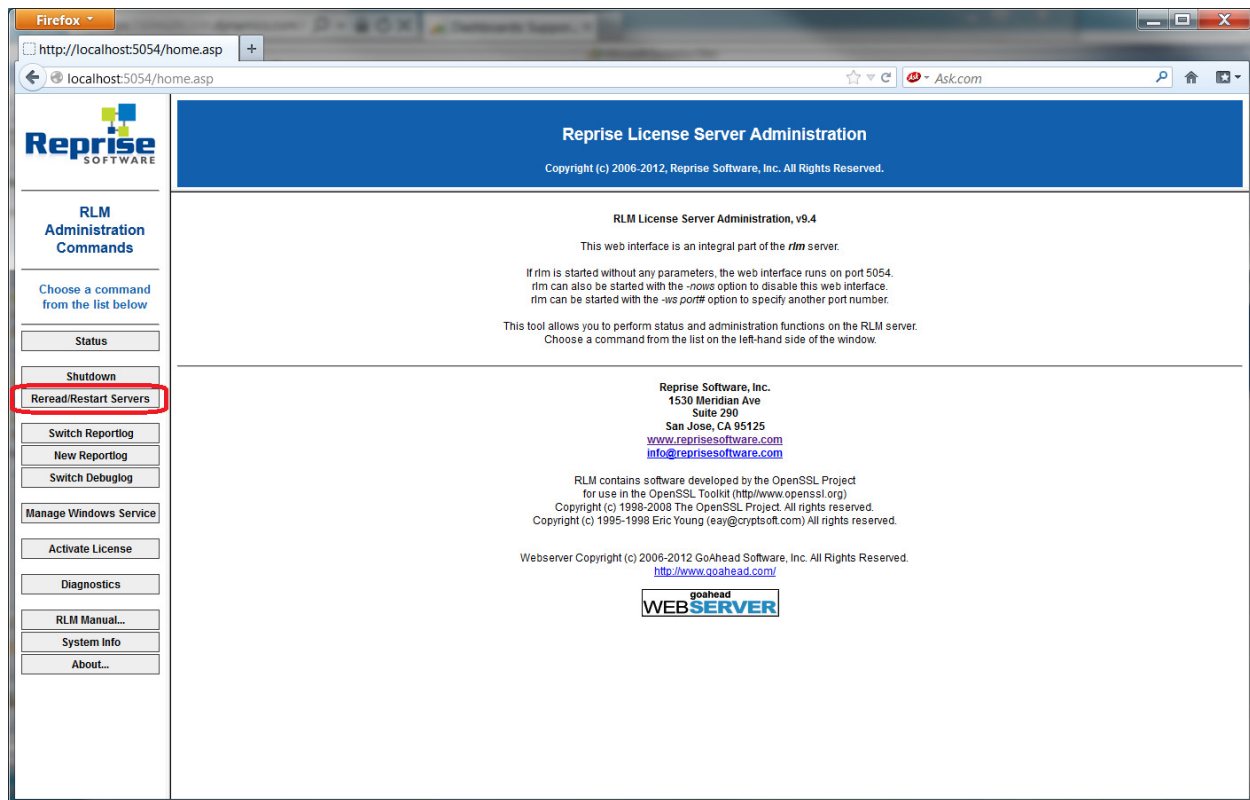 Firefox
http://localhost:5054/home.asp
+
localhost:5054/home.asp
Ask.com
Reprise
SOFTWARE
RLM
Administration
Commands
Choose a command
from the list below
Status
Shutdown
Reread/Restart Servers
Switch Reportlog
New Reportlog
Switch Debuglog
Manage Windows Service
Activate License
Diagnostics
RLM Manual...
System Info
About...
Reprise License Server Administration
Copyright (c) 2006-2012, Reprise Software, Inc. All Rights Reserved.
RLM License Server Administration, v9.4
This web interface is an integral part of the rlm server.
If rlm is started without any parameters, the web interface runs on port 5054.
rlm can also be started with the -nows option to disable this web interface.
rlm can be started with the -ws port# option to specify another port number.
This tool allows you to perform status and administration functions on the RLM server.
Choose a command from the list on the left-hand side of the window.
Reprise Software, Inc.
1530 Meridian Ave
Suite 290
San Jose, CA 95125
www.reprisesoftware.com
info@reprisesoftware.com
RLM contains software developed by the OpenSSL Project
for use in the OpenSSL Toolkit (http//www.openssl.org)
Copyright (c) 1998-2008 The OpenSSL Project. All rights reserved.
Copyright (c) 1995-1998 Eric Young (eay@cryptsoft.com) All rights reserved.
Webserver Copyright (c) 2006-2012 GoAhead Software, Inc. All Rights Reserved.
http://www.goahead.com/
goahead
WEBSERVER